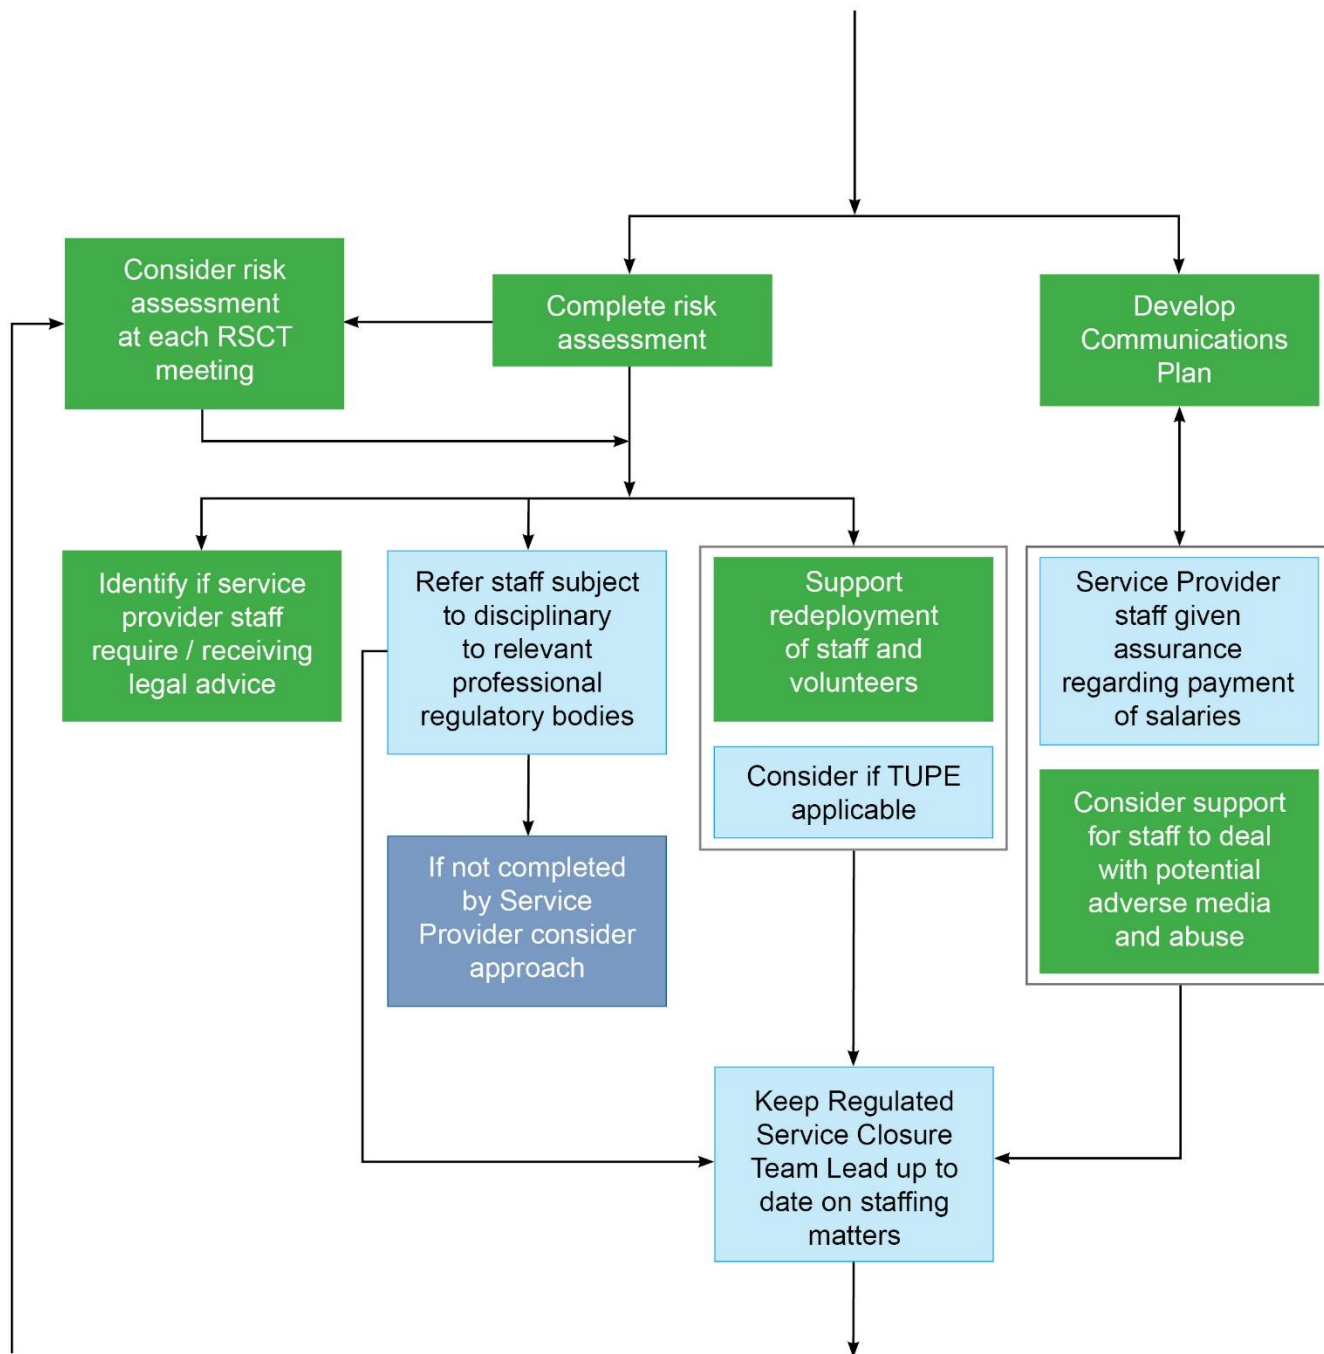 Consider risk
assessment
at each RSCT
meeting
Complete risk
assessment
Develop
Communications
Plan
Identify if service
provider staff
require / receiving
legal advice
Refer staff subject
to disciplinary
to relevant
professional
regulatory bodies
Support
redeployment
of staff and
volunteers
Consider if TUPE
applicable
Service Provider
staff given
assurance
regarding payment
of salaries
Consider support
for staff to deal
with potential
adverse media
and abuse
If not completed
by Service
Provider consider
approach
Keep Regulated
Service Closure
Team Lead up to
date on staffing
matters